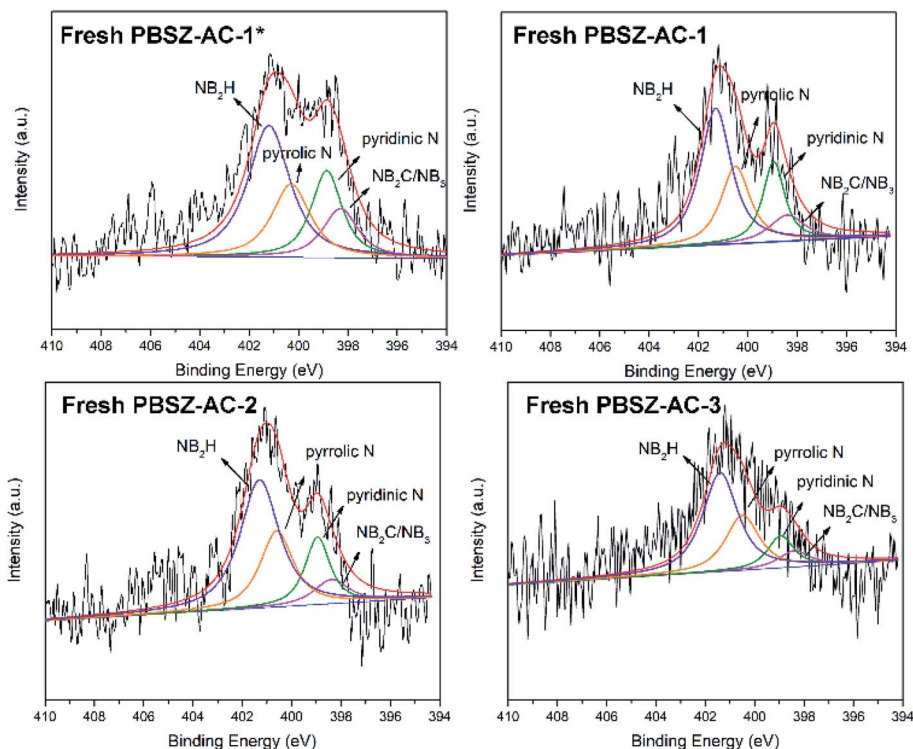 Fresh PBSZ-AC-1*
NB₂H
pyrrolic N
pyridinic N
NB₂C/NB₃
Intensity (a.u.)
410 408 406 404 402 400 398 396 394
Binding Energy (eV)
Fresh PBSZ-AC-1
NB₂H
pyrrolic N
pyridinic N
NB₂C/NB₃
Intensity (a.u.)
410 408 406 404 402 400 398 396 394
Binding Energy (eV)
Fresh PBSZ-AC-2
NB₂H
pyrrolic N
pyridinic N
NB₂C/NB₃
Intensity (a.u.)
410 408 406 404 402 400 398 396 394
Binding Energy (eV)
Fresh PBSZ-AC-3
NB₂H
pyrrolic N
pyridinic N
NB₂C/NB₃
Intensity (a.u.)
410 408 406 404 402 400 398 396 394
Binding Energy (eV)